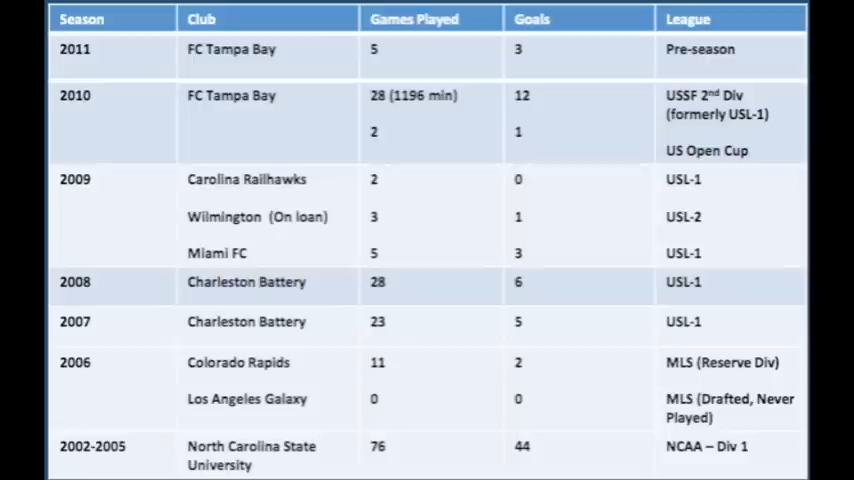 Season Club Games Played Goals League
2011 FC Tampa Bay 5 3 Pre-season
2010 FC Tampa Bay 28 (1196 min) 12 USSF 2nd Div
(formerly USL-1)
2 1
US Open Cup
2009 Carolina Railhawks 2 0 USL-1
Wilmington (On loan) 3 1 USL-2
Miami FC 5 3 USL-1
2008 Charleston Battery 28 6 USL-1
2007 Charleston Battery 23 5 USL-1
2006 Colorado Rapids 11 2 MLS (Reserve Div)
Los Angeles Galaxy 0 0 MLS (Drafted, Never
Played)
2002-2005 North Carolina State 76 44 NCAA – Div 1
University